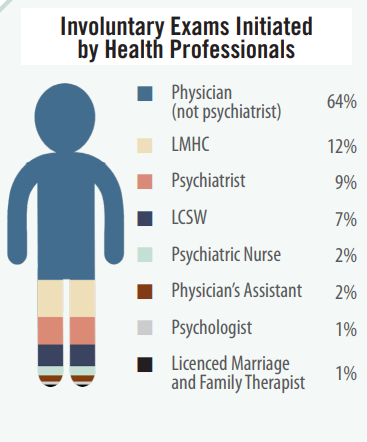 Involuntary Exams Initiated
by Health Professionals
Physician
(not psychiatrist) 64%
LMHC 12%
Psychiatrist 9%
LCSW 7%
Psychiatric Nurse 2%
Physician's Assistant 2%
Psychologist 1%
Licenced Marriage
and Family Therapist 1%